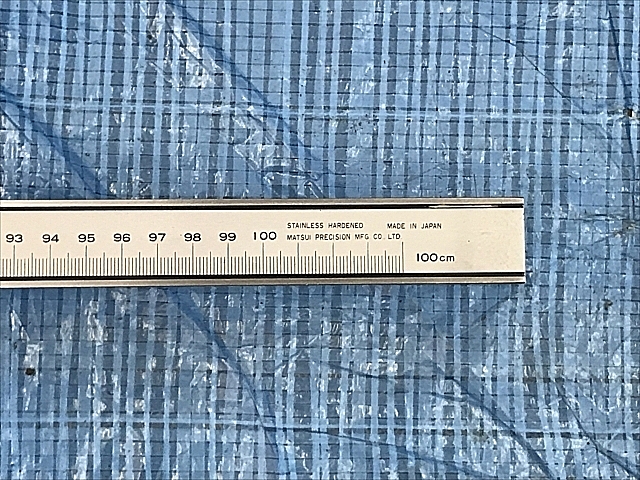 93 94 95 96 97 98 99 100
STAINLESS HARDENED MADE IN JAPAN
MATSUI PRECISION MFG CO. LTD.
100cm